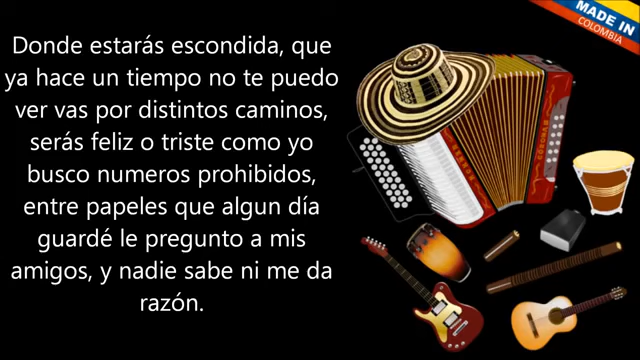 Donde estarás escondida, que
ya hace un tiempo no te puedo
ver vas por distintos caminos,
serás feliz o triste como yo
busco numeros prohibidos,
entre papeles que algun día
guardé le pregunto a mis
amigos, y nadie sabe ni me da
razón.
MADE IN
COLOMBIA
HOHNER